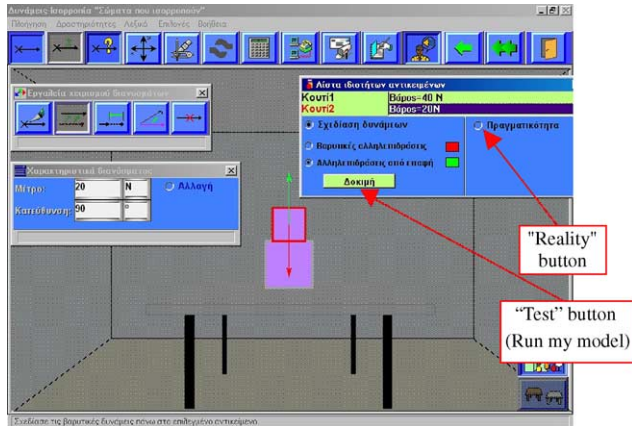 Δυνάμεις-Ισορροπία "Σώματα που ισορροπούν"
Πλοήγηση Δραστηριότητες Λεξικό Επιλογές Βοήθεια
Εργαλεία χειρισμού διανυσμάτων
Χαρακτηριστικά διανύσματος
Μέτρο: 20 N Αλλαγή
Κατεύθυνση: 90 °
Λίστα ιδιοτήτων αντικειμένων
Κουτί1 Βάρος=40 N
Κουτί2 Βάρος=20N
Σχεδίαση δυνάμεων
Πραγματικότητα
Βαρυτικές αλληλεπιδράσεις
Αλληλεπιδράσεις από επαφή
Δοκιμή
"Reality"
button
“Test” button
(Run my model)
Σχεδίασε τις βαρυτικές δυνάμεις πάνω στο επιλεγμένο αντικείμενο